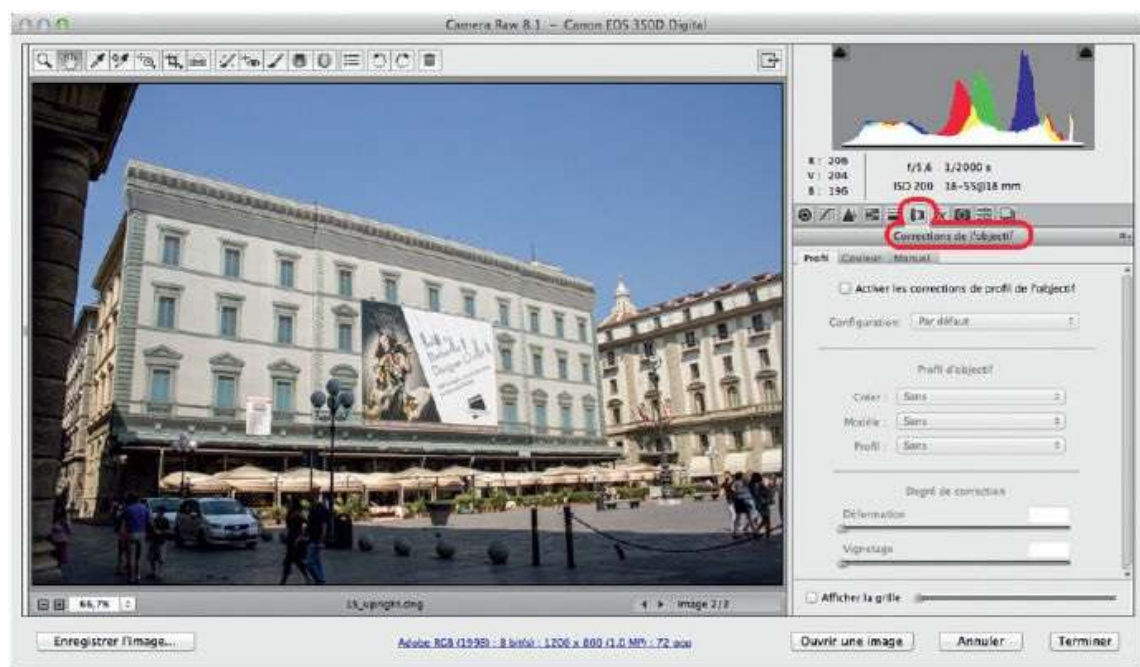 Camera Raw 8.1 – Canon EOS 350D Digital
R : 206
V : 204
B : 196
f/5,6 1/2000 s
ISO 200 18-55@18 mm
Corrections de l'objectif
Profil Couleur Manuel
Activer les corrections de profil de l'objectif
Configuration: Par défaut
Profil d'objectif
Créer : Sans
Modèle : Sans
Profil : Sans
Degré de correction
Déformation
Vignetage
Afficher la grille
66,7%
15_upright.dng
Image 2/2
Enregistrer l'image...
Adobe RGB (1998) ; 8 bit(s) ; 1200 x 800 (1.0 MP) ; 72 ppp
Ouvrir une image
Annuler
Terminer